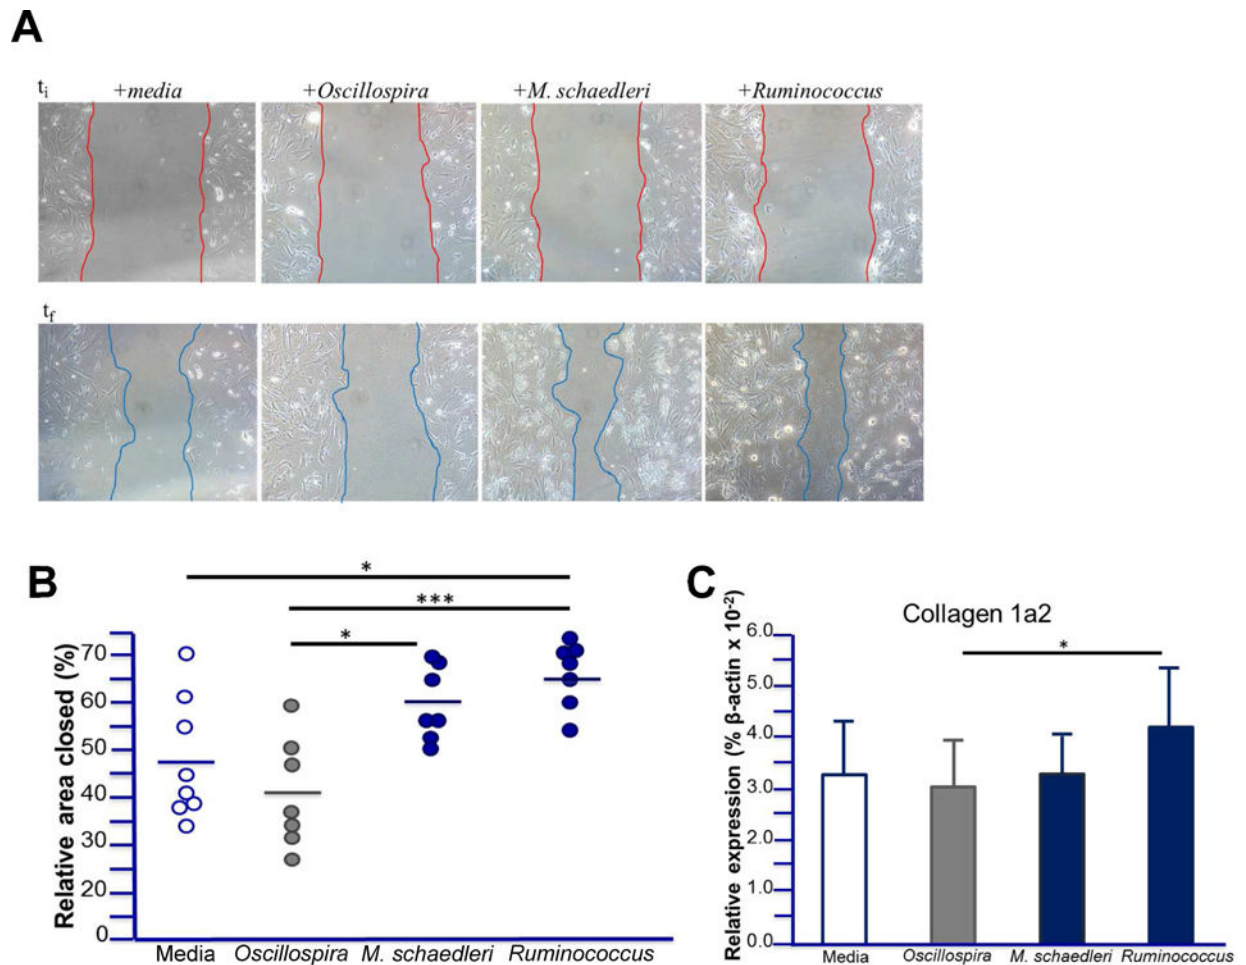 A
ti +media +Oscillospira +M. schaedleri +Ruminococcus
tf
B
*
***
*
Relative area closed (%)
70
60
50
40
30
20
0
Media Oscillospira M. schaedleri Ruminococcus
C
Collagen 1a2
*
Relative expression (% β-actin x 10-2)
6.0
5.0
4.0
3.0
2.0
1.0
0.0
Media Oscillospira M. schaedleri Ruminococcus